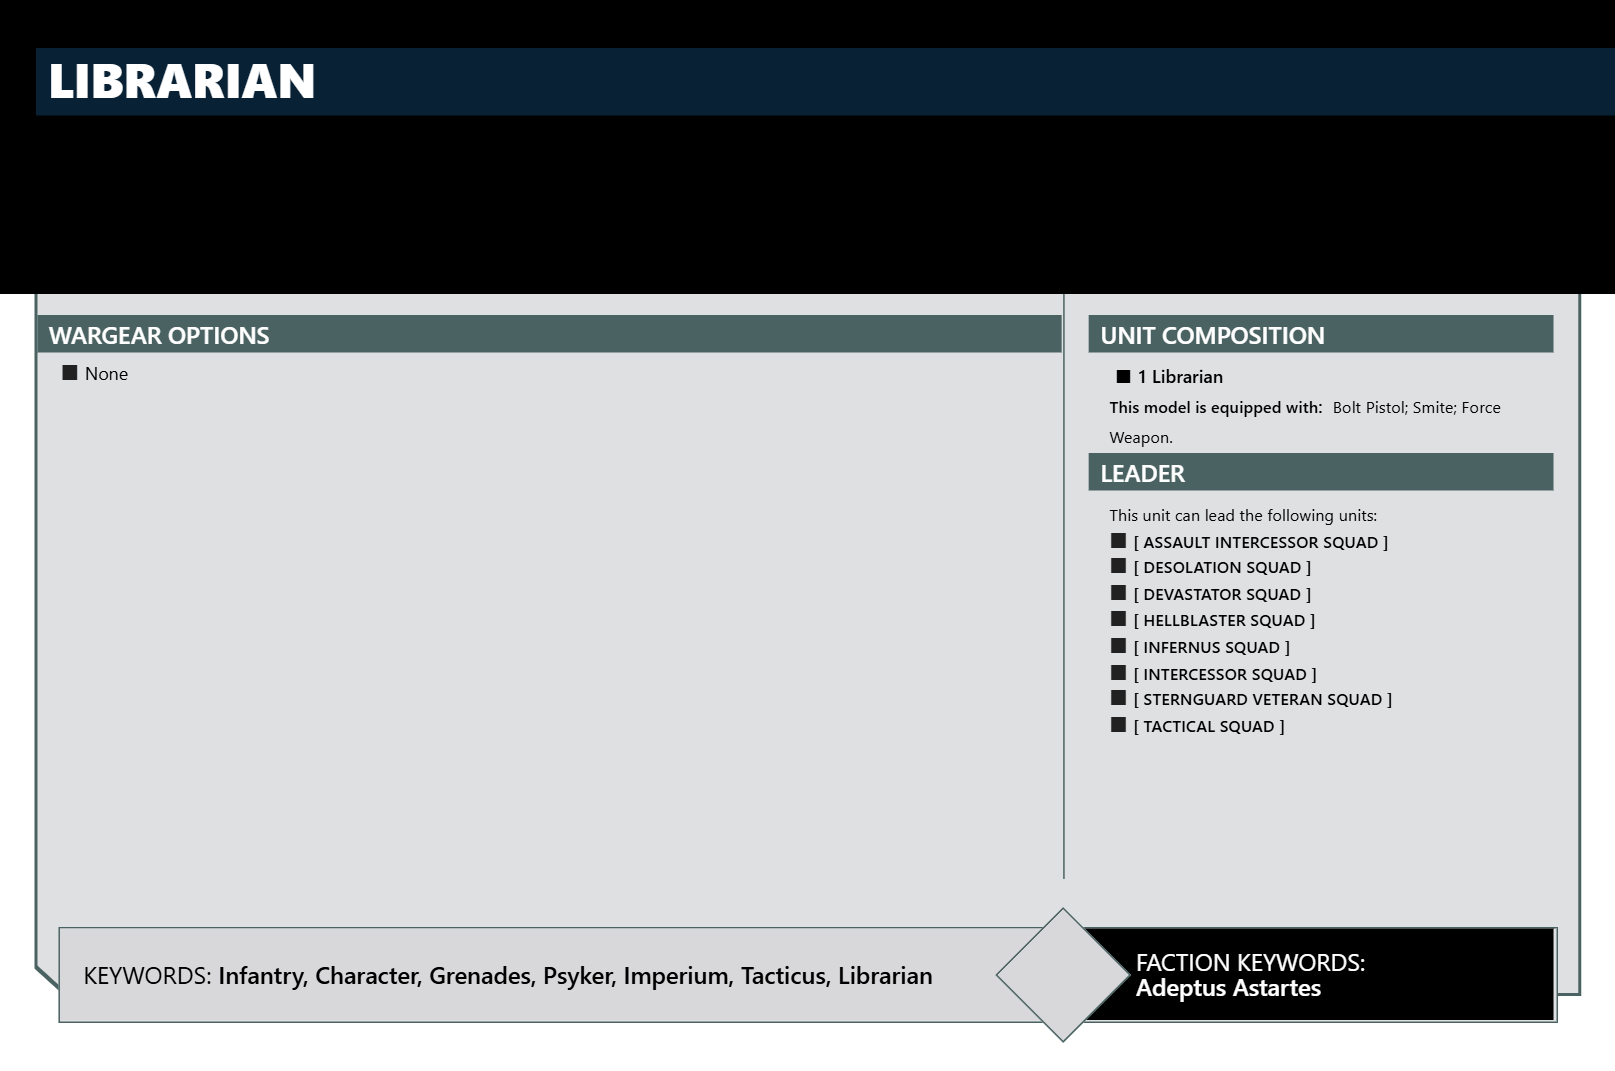 LIBRARIAN
WARGEAR OPTIONS
None
UNIT COMPOSITION
1 Librarian
This model is equipped with: Bolt Pistol; Smite; Force
Weapon.
LEADER
This unit can lead the following units:
[ ASSAULT INTERCESSOR SQUAD ]
[ DESOLATION SQUAD ]
[ DEVASTATOR SQUAD ]
[ HELLBLASTER SQUAD ]
[ INFERNUS SQUAD ]
[ INTERCESSOR SQUAD ]
[ STERNGUARD VETERAN SQUAD ]
[ TACTICAL SQUAD ]
KEYWORDS: Infantry, Character, Grenades, Psyker, Imperium, Tacticus, Librarian
FACTION KEYWORDS:
Adeptus Astartes